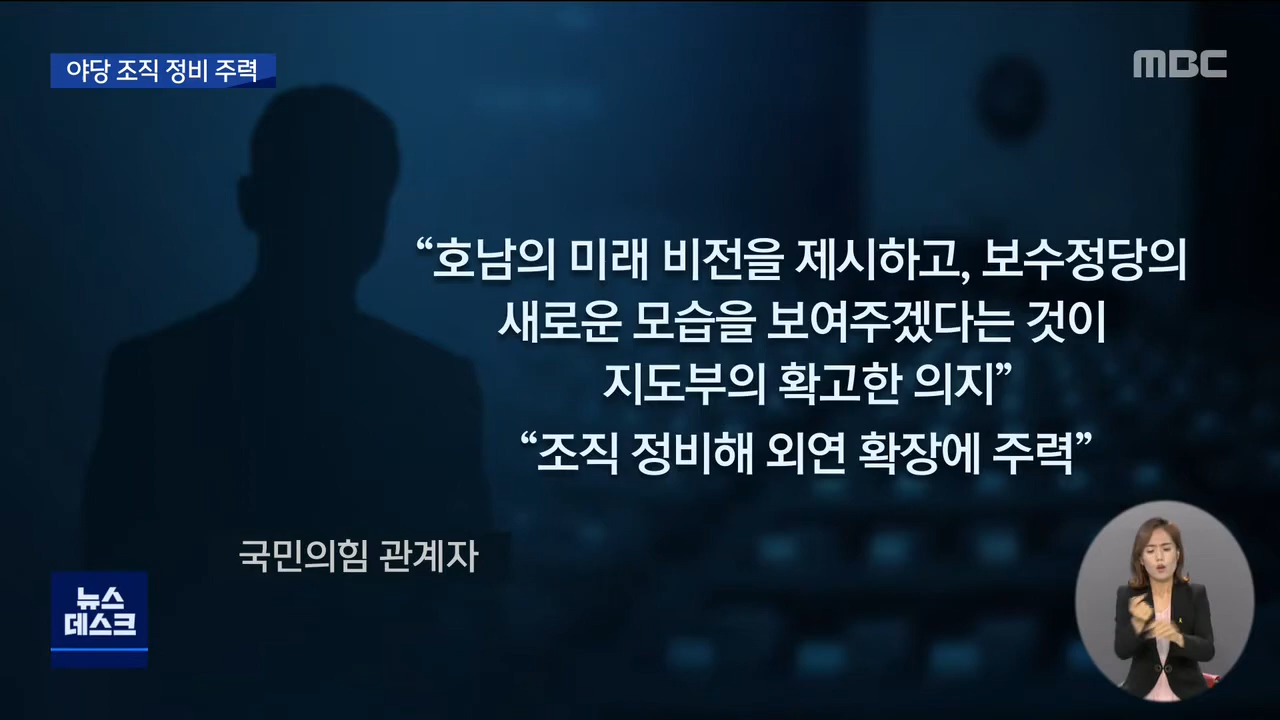 야당 조직 정비 주력
MBC
“호남의 미래 비전을 제시하고, 보수정당의
새로운 모습을 보여주겠다는 것이
지도부의 확고한 의지”
“조직 정비해 외연 확장에 주력”
국민의힘 관계자
뉴스
데스크